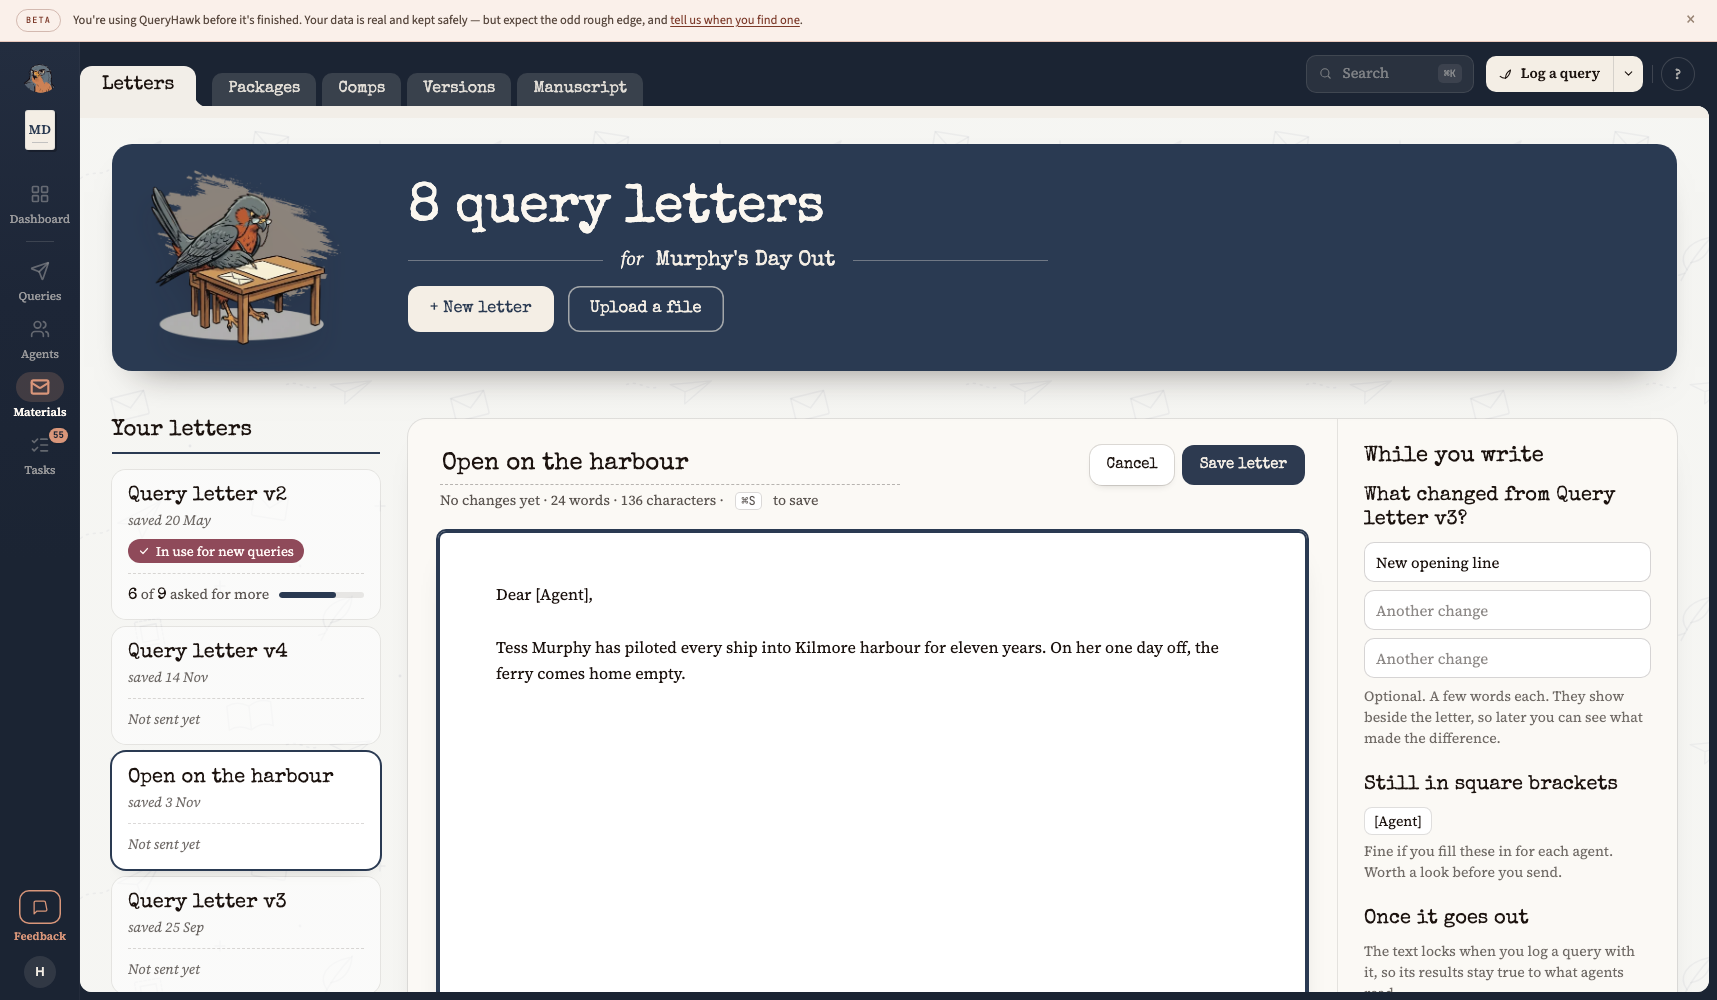 BETA
You're using QueryHawk before it's finished. Your data is real and kept safely — but expect the odd rough edge, and tell us when you find one.
×
MD
Dashboard
Queries
Agents
Materials
55
Tasks
Feedback
H
Letters
Packages
Comps
Versions
Manuscript
Search
⌘K
Log a query
?
8 query letters
for Murphy's Day Out
+ New letter
Upload a file
Your letters
Query letter v2
saved 20 May
✓ In use for new queries
6 of 9 asked for more
Query letter v4
saved 14 Nov
Not sent yet
Open on the harbour
saved 3 Nov
Not sent yet
Query letter v3
saved 25 Sep
Not sent yet
Open on the harbour
Cancel
Save letter
No changes yet · 24 words · 136 characters · ⌘S to save
Dear [Agent],
Tess Murphy has piloted every ship into Kilmore harbour for eleven years. On her one day off, the
ferry comes home empty.
While you write
What changed from Query
letter v3?
New opening line
Another change
Another change
Optional. A few words each. They show
beside the letter, so later you can see what
made the difference.
Still in square brackets
[Agent]
Fine if you fill these in for each agent.
Worth a look before you send.
Once it goes out
The text locks when you log a query with
it, so its results stay true to what agents
read.